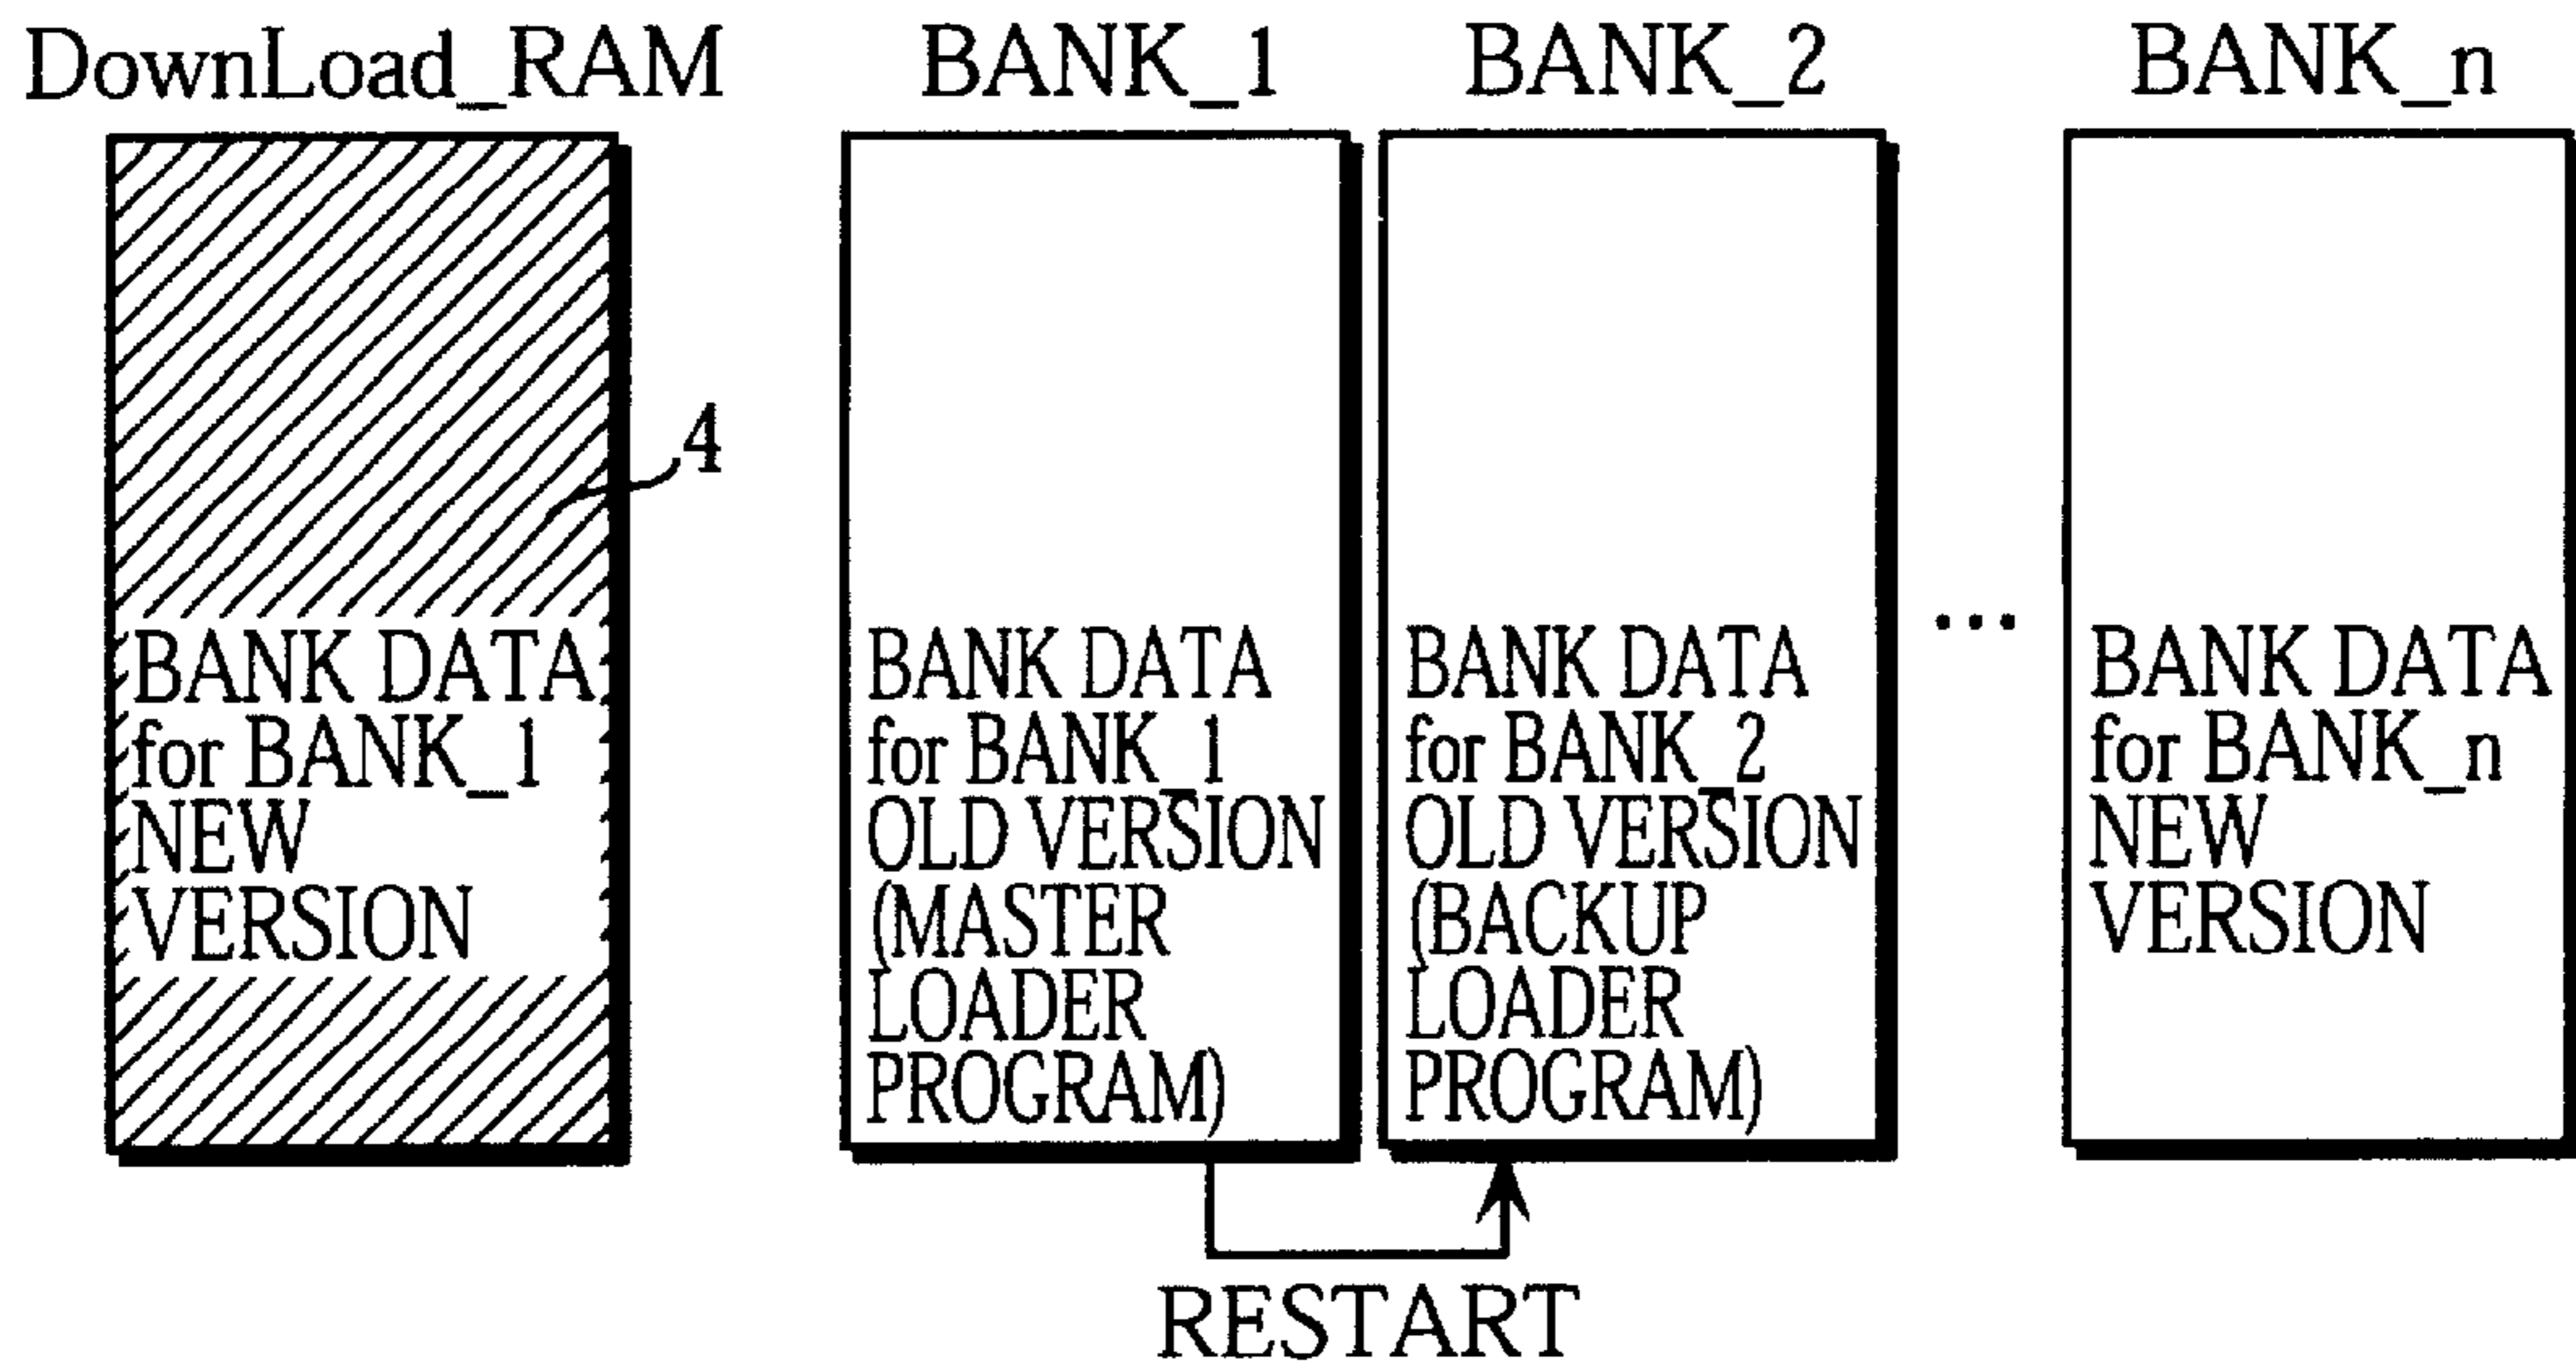 DownLoad_RAM
BANK DATA
for BANK_1
NEW
VERSION
4
BANK_1
BANK DATA
for BANK_1
OLD VERSION
(MASTER
LOADER
PROGRAM)
BANK_2
BANK DATA
for BANK_2
OLD VERSION
(BACKUP
LOADER
PROGRAM)
...
BANK_n
BANK DATA
for BANK_n
NEW
VERSION
RESTART